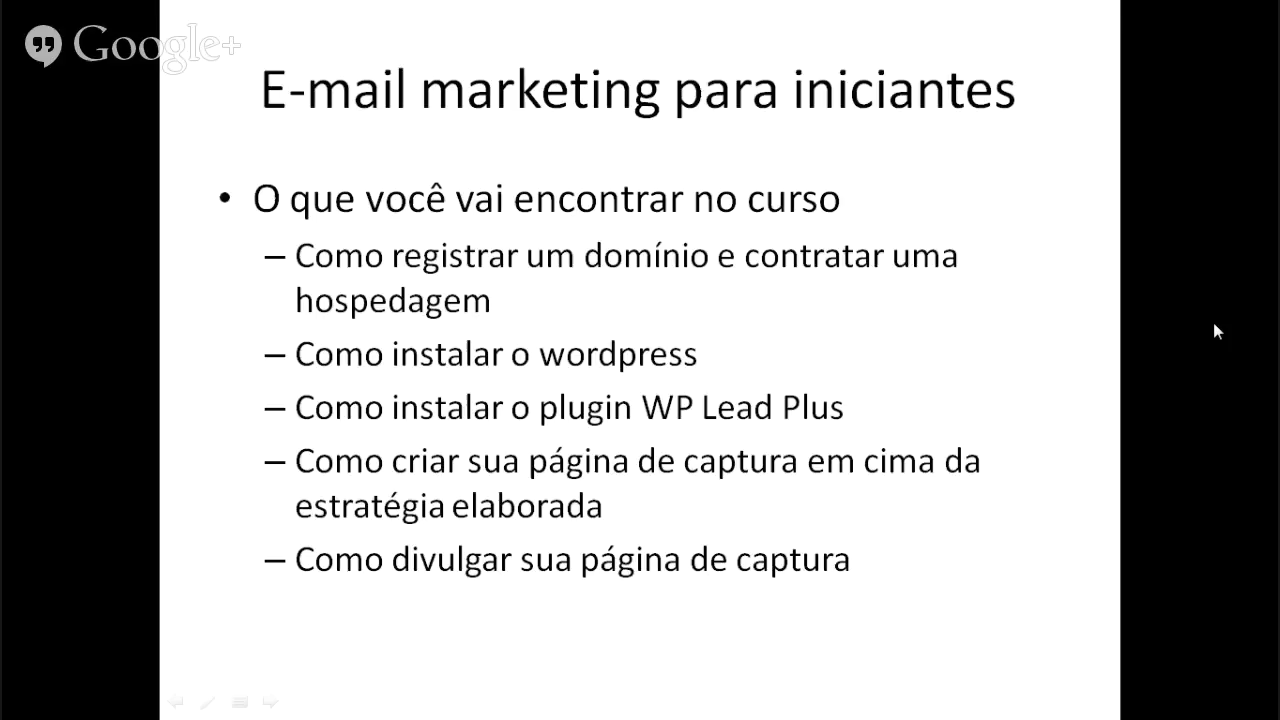 Google+
E-mail marketing para iniciantes
• O que você vai encontrar no curso
– Como registrar um domínio e contratar uma
hospedagem
– Como instalar o wordpress
– Como instalar o plugin WP Lead Plus
– Como criar sua página de captura em cima da
estratégia elaborada
– Como divulgar sua página de captura